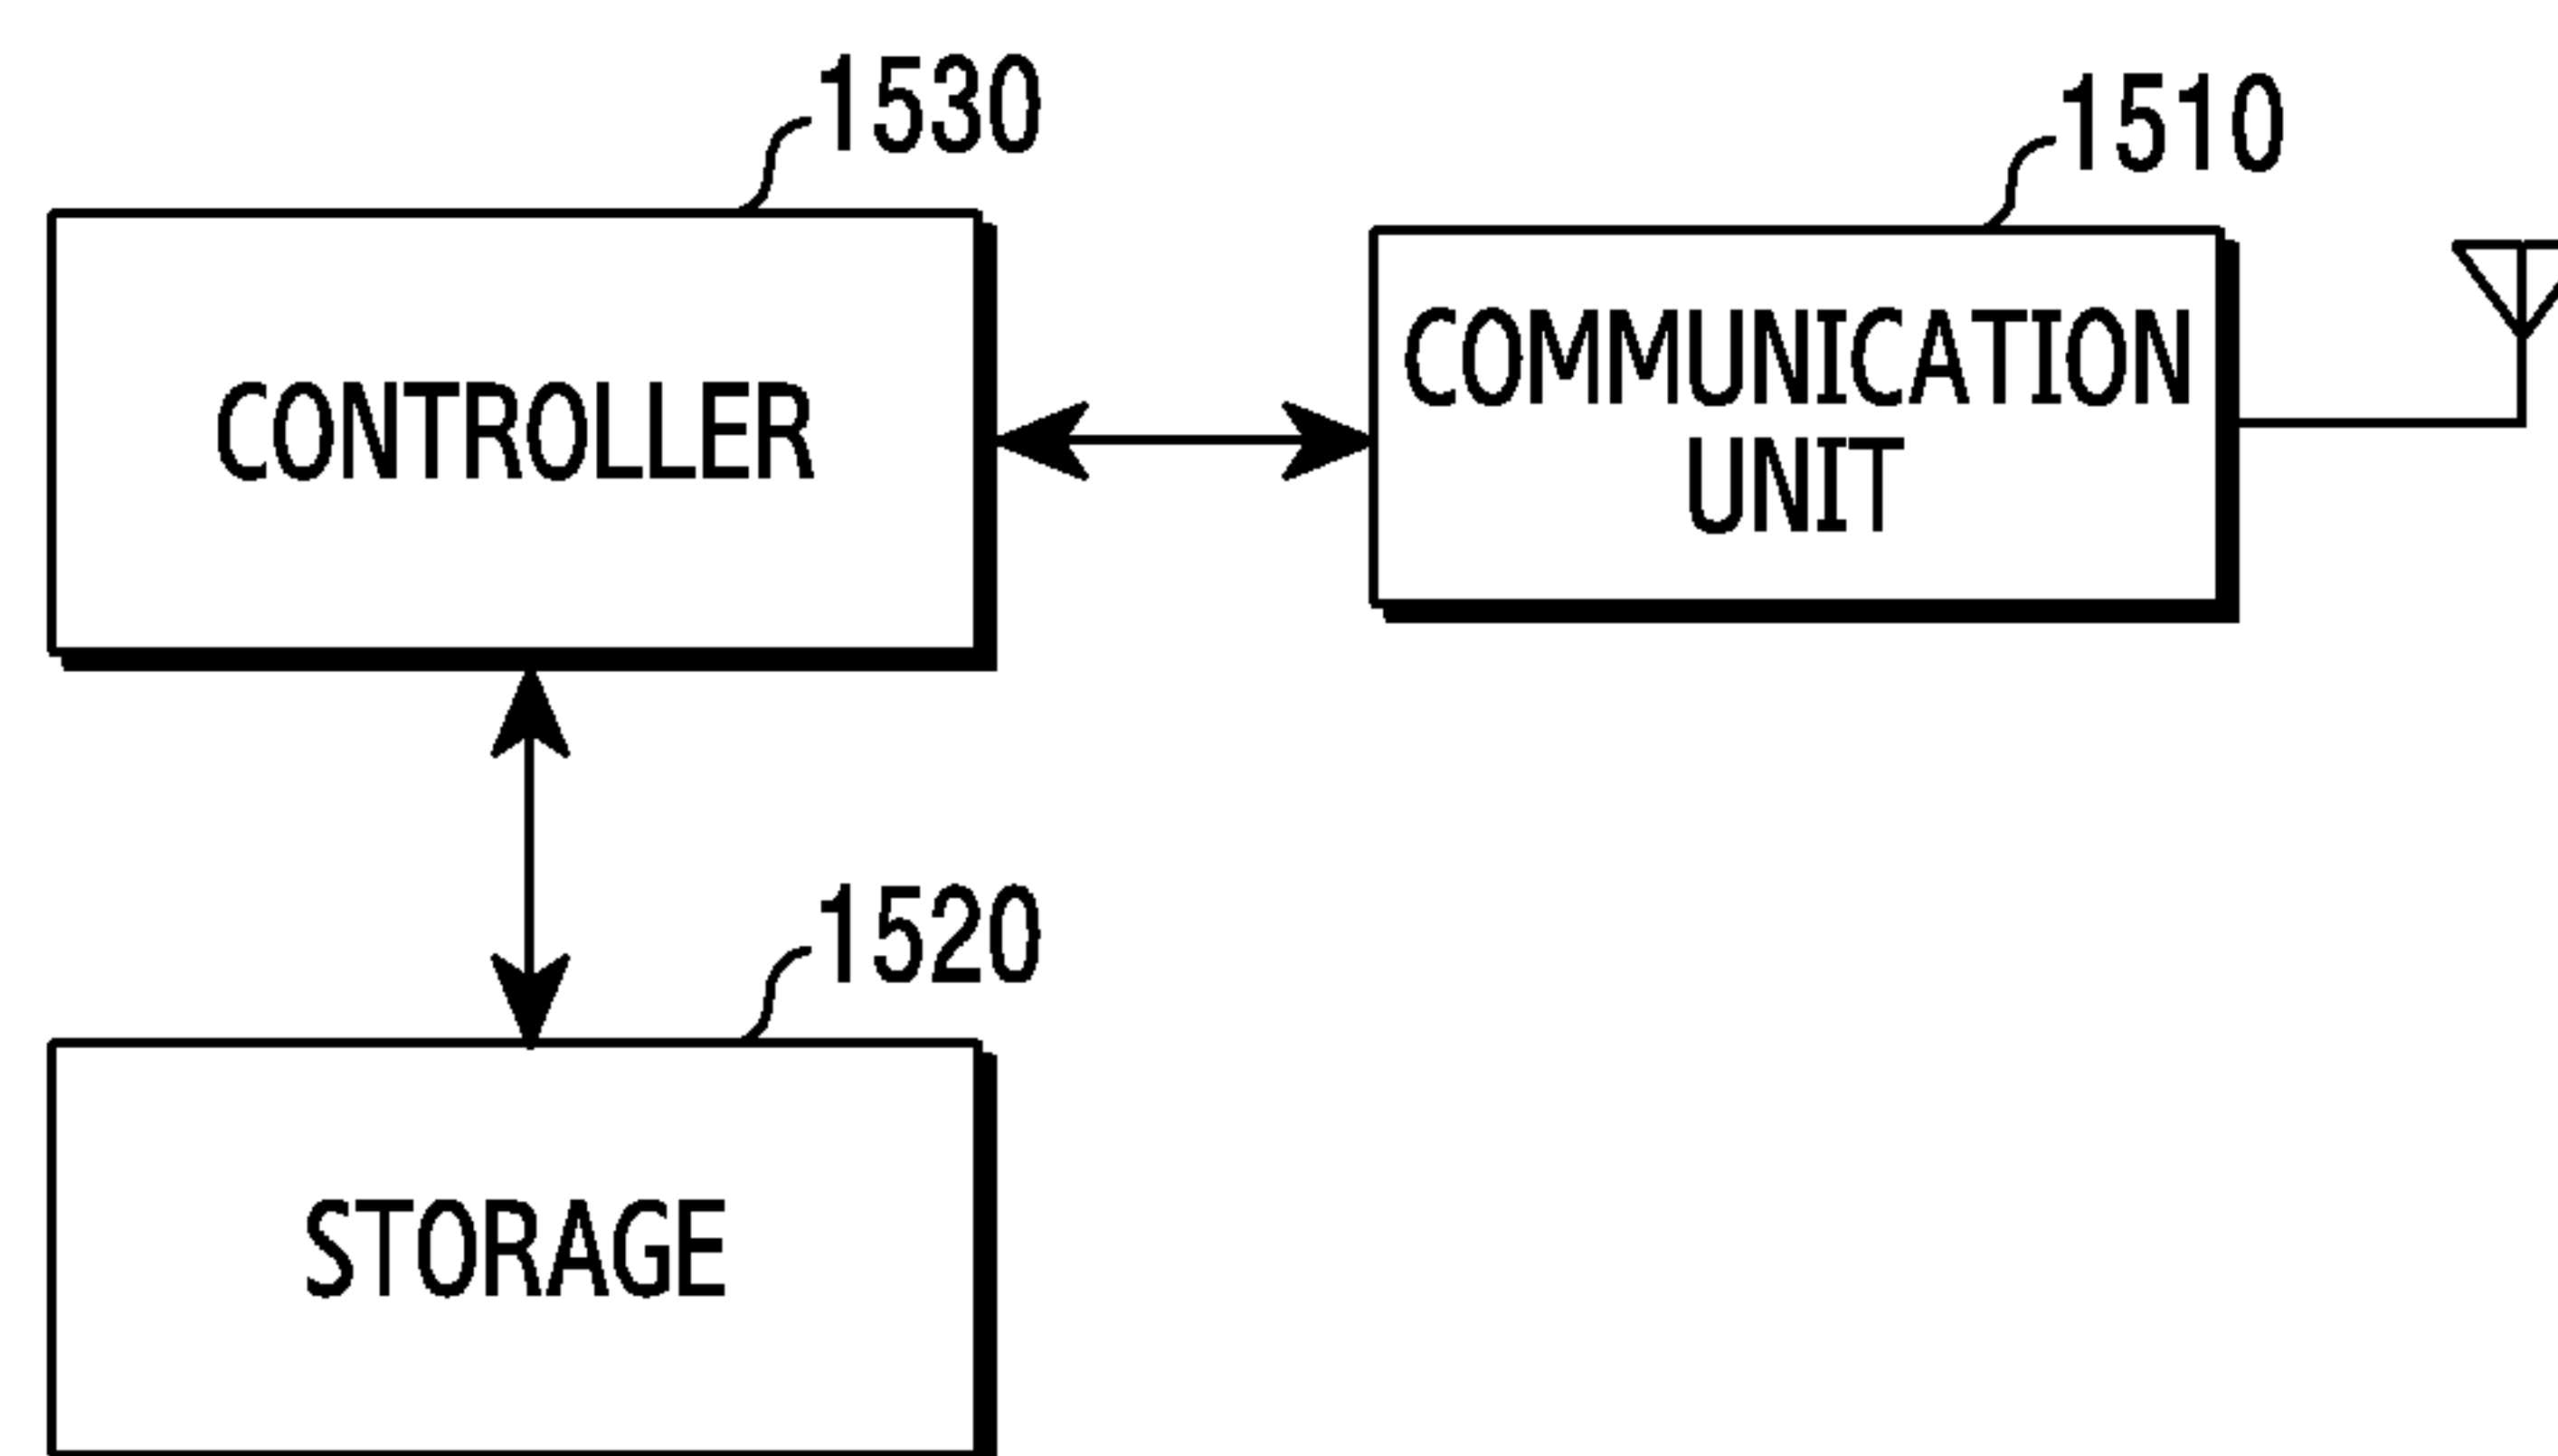 1530
1510
CONTROLLER
COMMUNICATION
UNIT
1520
STORAGE